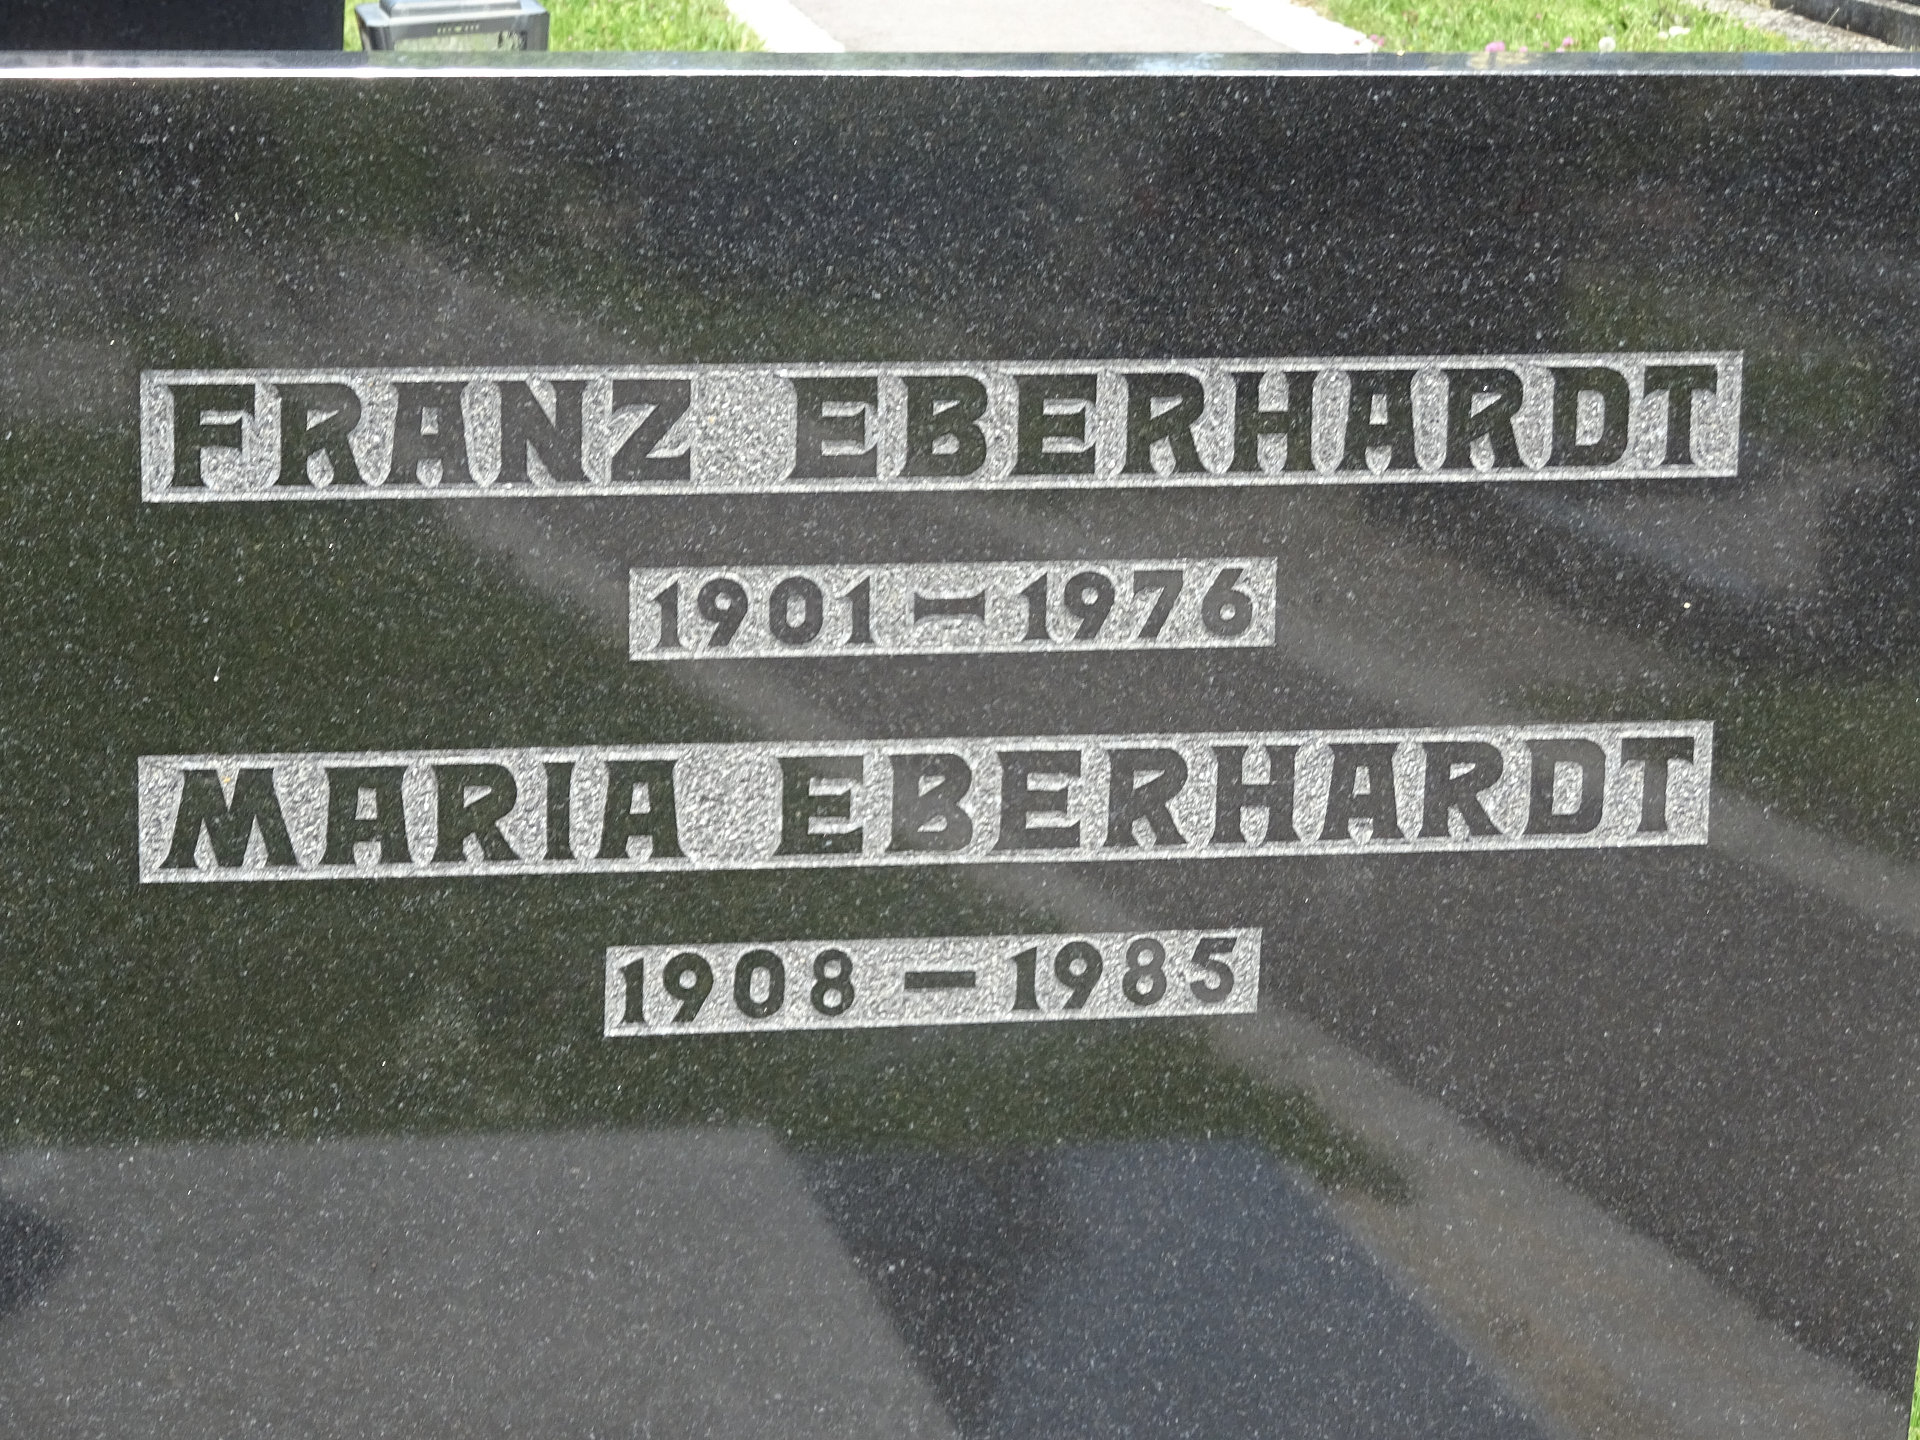 FRANZ EBERHARDT
1901-1976
MARIA EBERHARDT
1908-1985